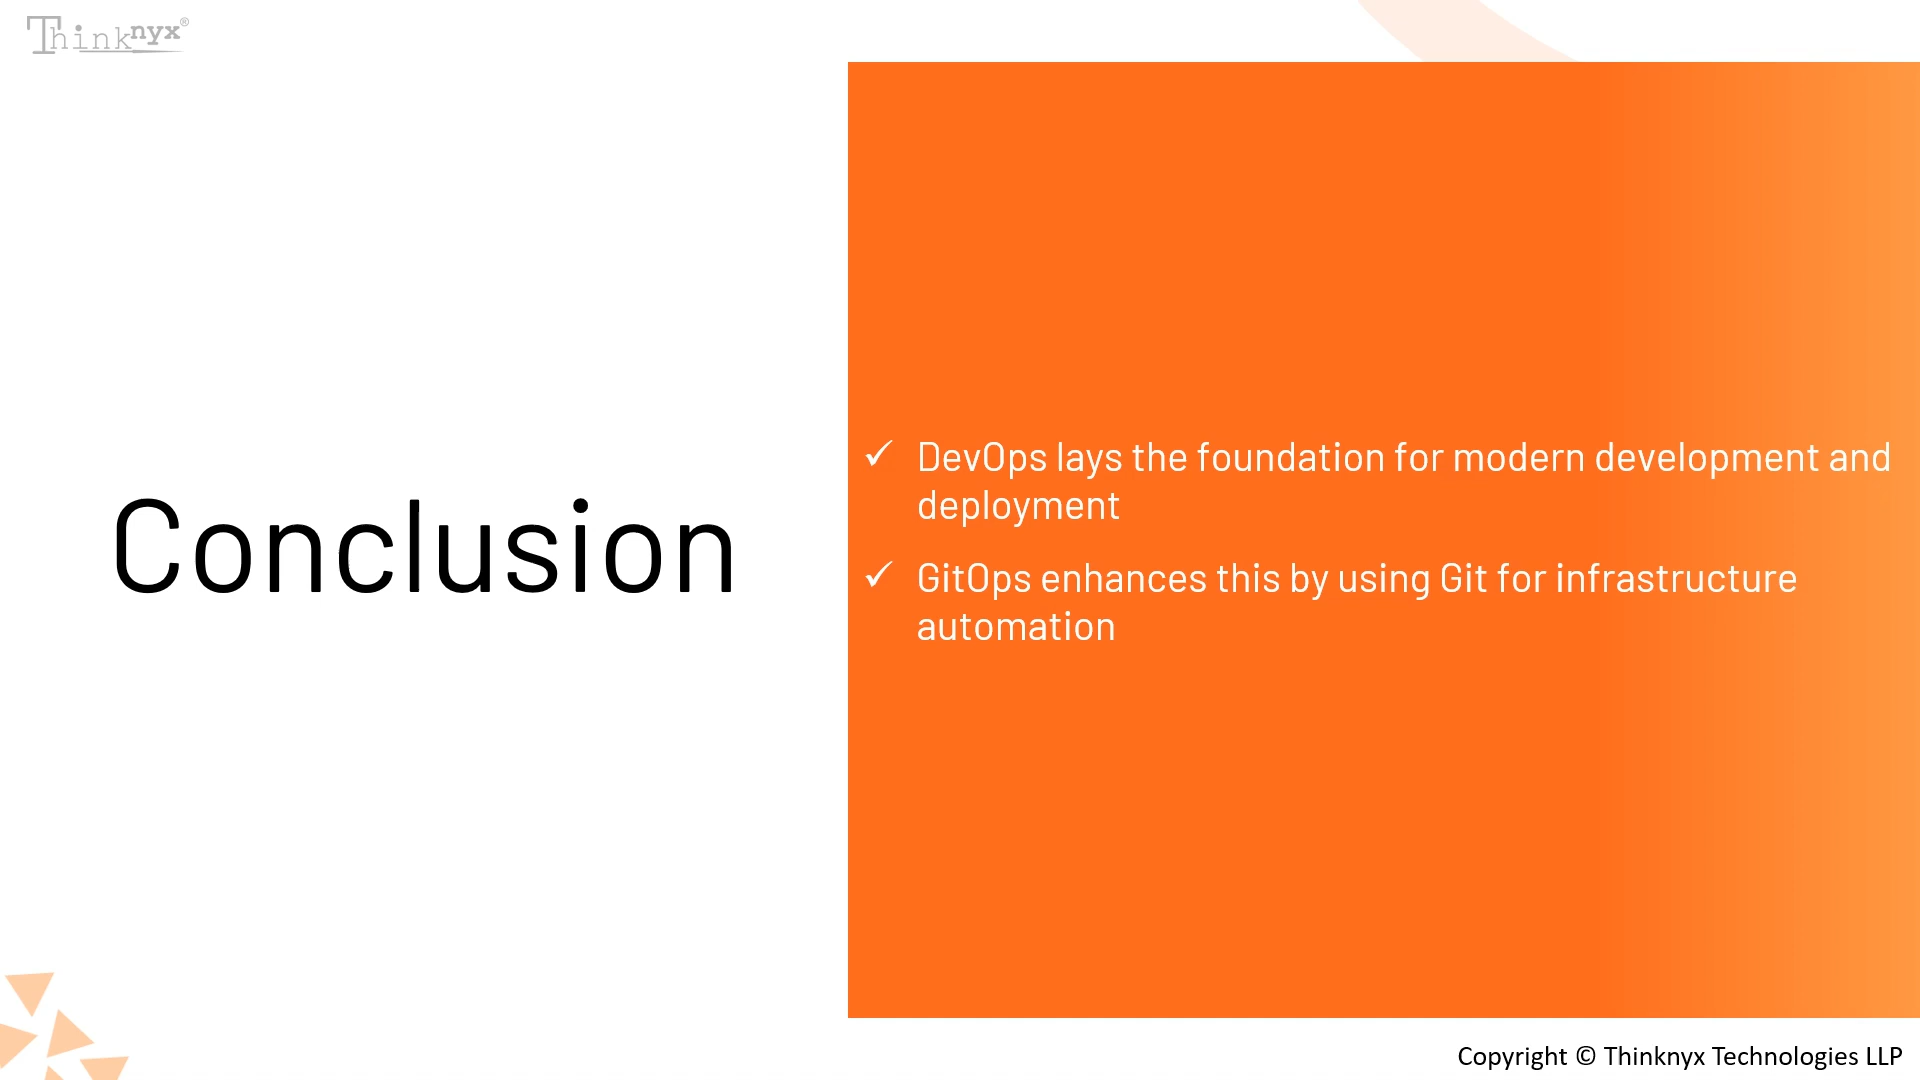 Thinknyx®
Conclusion
✓ DevOps lays the foundation for modern development and
deployment
✓ GitOps enhances this by using Git for infrastructure
automation
Copyright © Thinknyx Technologies LLP